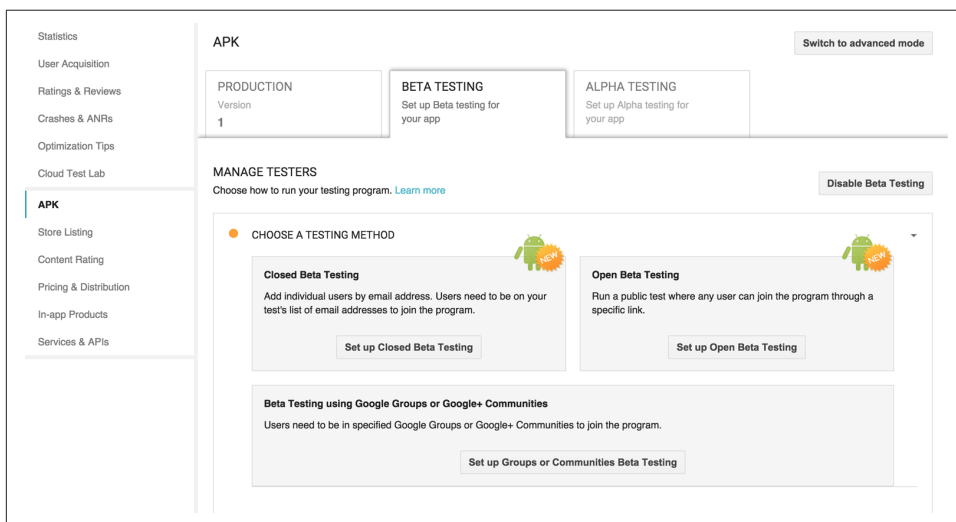 Statistics
User Acquisition
Ratings & Reviews
Crashes & ANRs
Optimization Tips
Cloud Test Lab
APK
Store Listing
Content Rating
Pricing & Distribution
In-app Products
Services & APIs
APK
Switch to advanced mode
PRODUCTION
Version
1
BETA TESTING
Set up Beta testing for
your app
ALPHA TESTING
Set up Alpha testing for
your app
MANAGE TESTERS
Choose how to run your testing program. Learn more
Disable Beta Testing
CHOOSE A TESTING METHOD
NEW
Closed Beta Testing
Add individual users by email address. Users need to be on your
test's list of email addresses to join the program.
Set up Closed Beta Testing
NEW
Open Beta Testing
Run a public test where any user can join the program through a
specific link.
Set up Open Beta Testing
Beta Testing using Google Groups or Google+ Communities
Users need to be in specified Google Groups or Google+ Communities to join the program.
Set up Groups or Communities Beta Testing